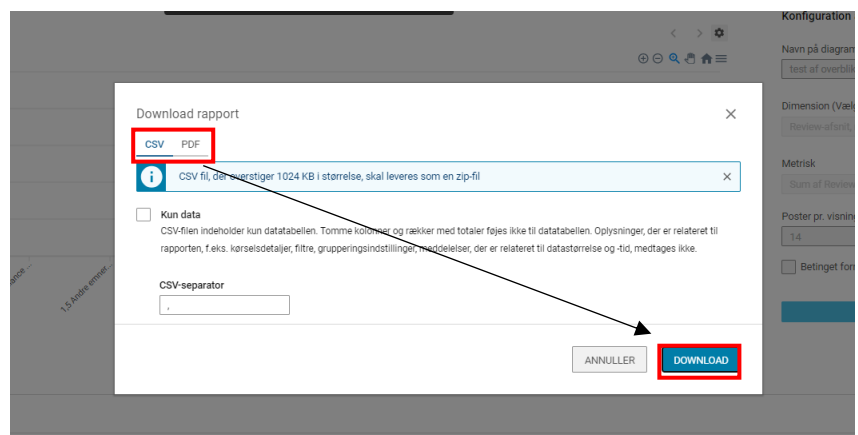 Konfiguration
Navn på diagram
test af overblik
Download rapport
CSV PDF
CSV fil, der overstiger 1024 KB i størrelse, skal leveres som en zip-fil
Dimension (Vælg
Review-afsnit,
Metrisk
Sum af Review
Kun data
CSV-filen indeholder kun datatabellen. Tomme kolonner og rækker med totaler føjes ikke til datatabellen. Oplysninger, der er relateret til
rapporten, f.eks. kørselsdetaljer, filtre, grupperingsindstillinger, meddelelser, der er relateret til datastørrelse og -tid, medtages ikke.
Poster pr. visning
14
Betinget for
ance ...
1,5 Andre emner...
CSV-separator
,
ANNULLER DOWNLOAD